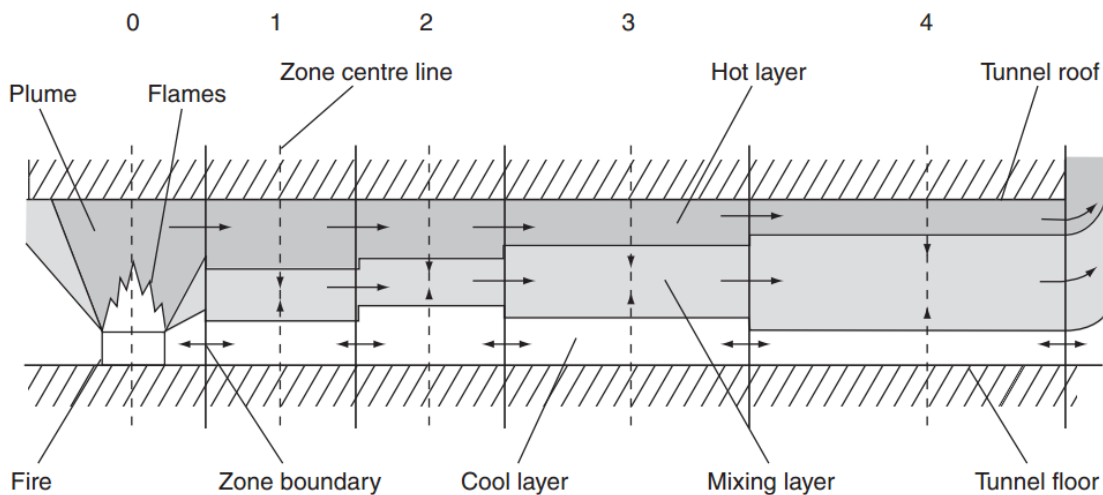 0 1 2 3 4
Zone centre line Hot layer Tunnel roof
Plume Flames
Fire Zone boundary Cool layer Mixing layer Tunnel floor